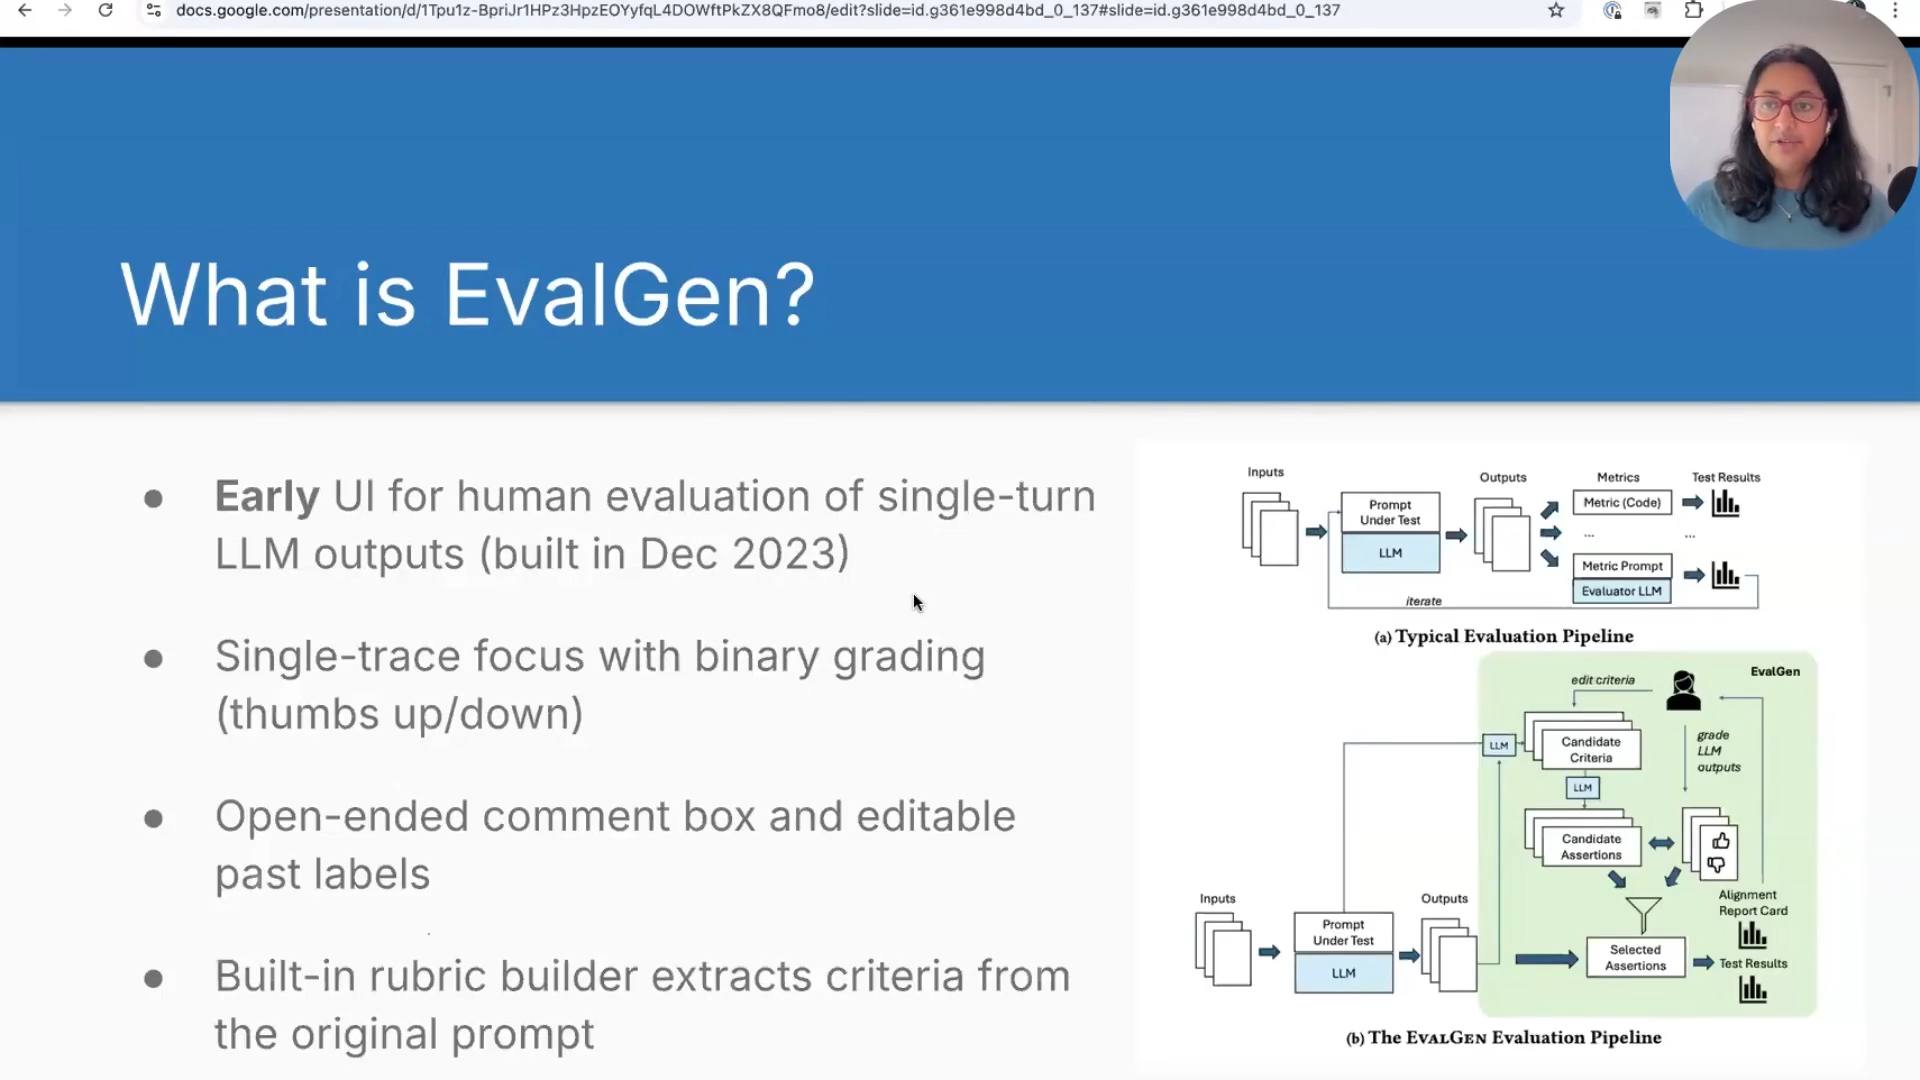 docs.google.com/presentation/d/1Tpu1z-BpriJr1HPz3HpzEOYyfqL4DOWftPkZX8QFmo8/edit?slide=id.g361e998d4bd_0_137#slide=id.g361e998d4bd_0_137
What is EvalGen?
● Early UI for human evaluation of single-turn
LLM outputs (built in Dec 2023)
● Single-trace focus with binary grading
(thumbs up/down)
● Open-ended comment box and editable
past labels
● Built-in rubric builder extracts criteria from
the original prompt
Inputs
Prompt
Under Test
LLM
Outputs
Metrics
Test Results
Metric (Code)
...
...
Metric Prompt
Evaluator LLM
iterate
(a) Typical Evaluation Pipeline
EvalGen
edit criteria
LLM
Candidate
Criteria
grade
LLM
outputs
LLM
Candidate
Assertions
Alignment
Report Card
Inputs
Prompt
Under Test
LLM
Outputs
Selected
Assertions
Test Results
(b) The EVALGEN Evaluation Pipeline